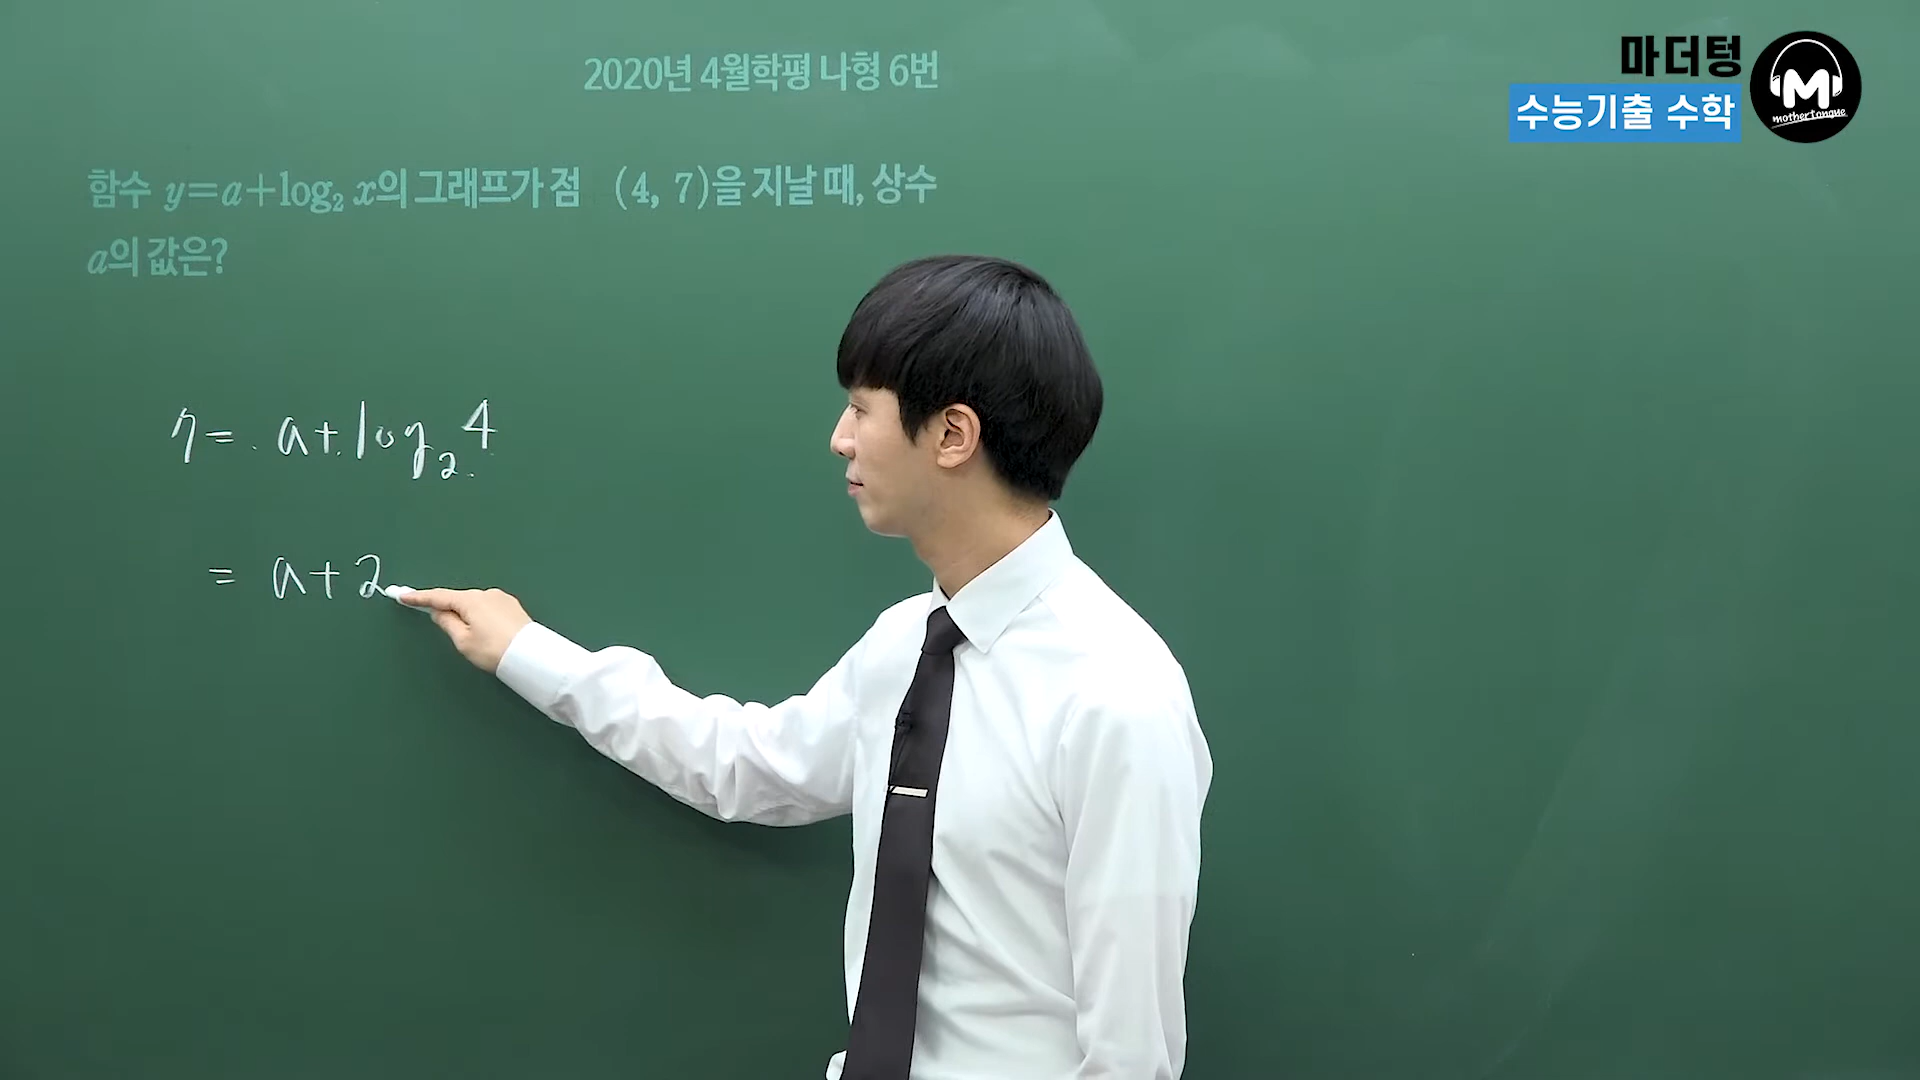 2020년 4월학평 나형 6번
마더텅
수능기출 수학
M
mothertongue
함수 y=a+log₂ x의 그래프가 점 (4, 7)을 지날 때, 상수
a의 값은?
7= a+log₂4
= a+2